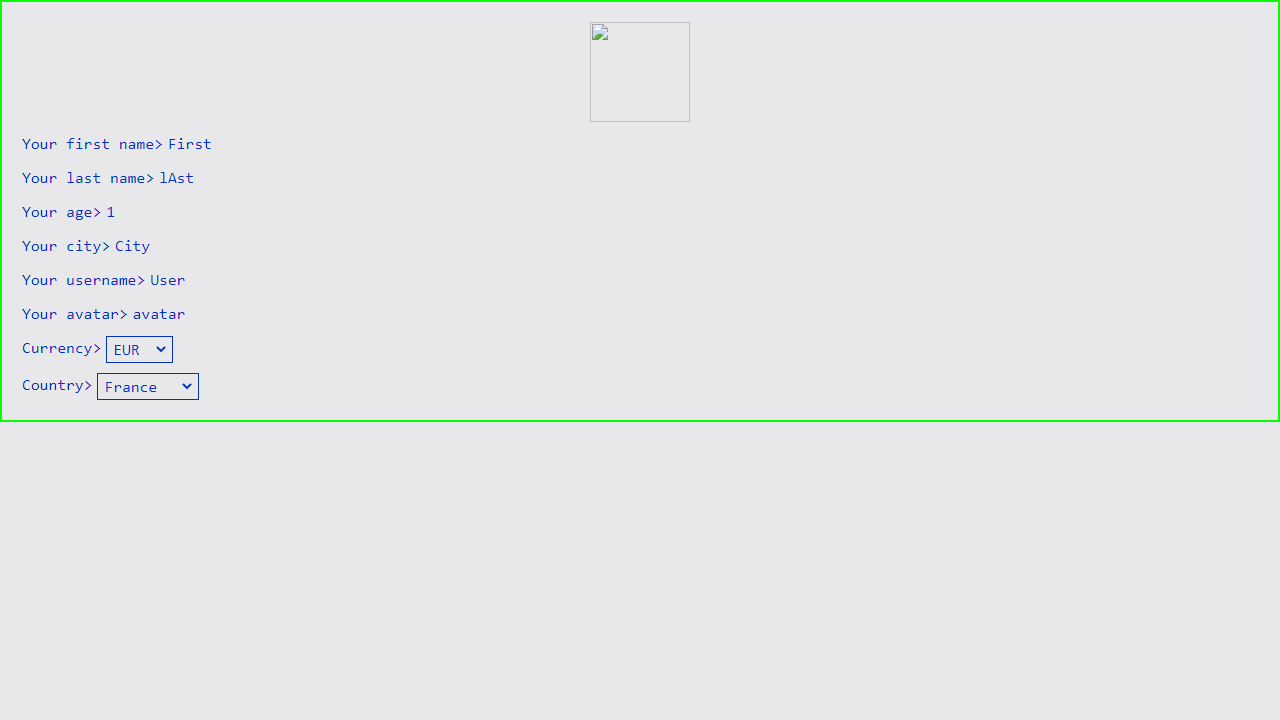 Your first name> First
Your last name> lAst
Your age> 1
Your city> City
Your username> User
Your avatar> avatar
Currency> EUR
Country> France